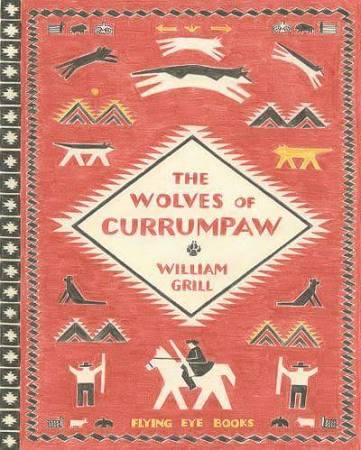 THE
WOLVES OF
CURRUMPAW
WILLIAM
GRILL
FLYING EYE BOOKS